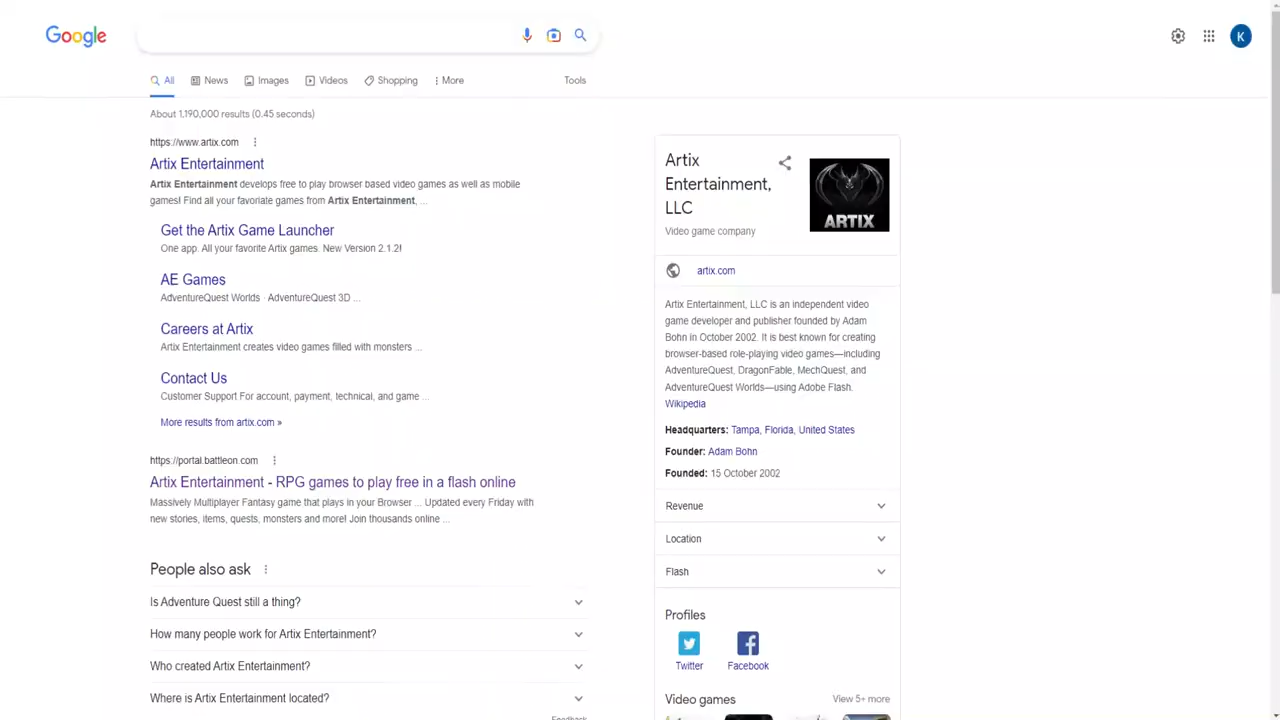 Google
K
All
News
Images
Videos
Shopping
More
Tools
About 1,190,000 results (0.45 seconds)
https://www.artix.com
Artix Entertainment
Artix Entertainment develops free to play browser based video games as well as mobile
games! Find all your favoriate games from Artix Entertainment, ...
Get the Artix Game Launcher
One app. All your favorite Artix games. New Version 2.1.2!
AE Games
AdventureQuest Worlds · AdventureQuest 3D ...
Careers at Artix
Artix Entertainment creates video games filled with monsters ...
Contact Us
Customer Support For account, payment, technical, and game ...
More results from artix.com »
https://portal.battleon.com
Artix Entertainment - RPG games to play free in a flash online
Massively Multiplayer Fantasy game that plays in your Browser ... Updated every Friday with
new stories, items, quests, monsters and more! Join thousands online ...
People also ask
Is Adventure Quest still a thing?
How many people work for Artix Entertainment?
Who created Artix Entertainment?
Where is Artix Entertainment located?
Feedback
Artix
Entertainment,
LLC
Video game company
ARTIX
artix.com
Artix Entertainment, LLC is an independent video
game developer and publisher founded by Adam
Bohn in October 2002. It is best known for creating
browser-based role-playing video games—including
AdventureQuest, DragonFable, MechQuest, and
AdventureQuest Worlds—using Adobe Flash.
Wikipedia
Headquarters: Tampa, Florida, United States
Founder: Adam Bohn
Founded: 15 October 2002
Revenue
Location
Flash
Profiles
Twitter
Facebook
Video games
View 5+ more